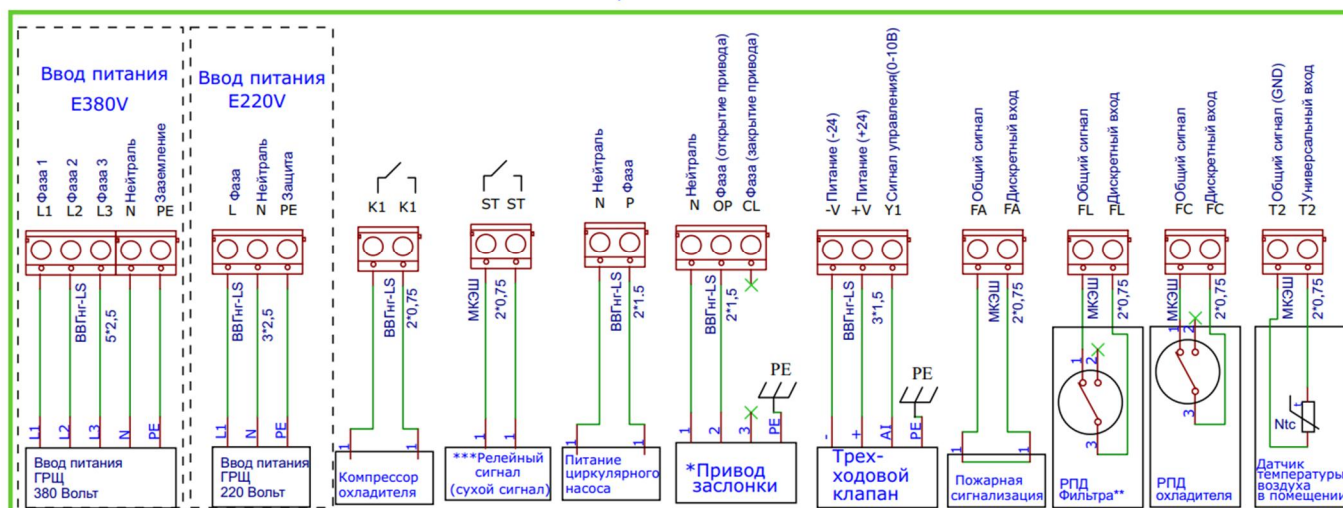 Ввод питания
E380V
Фаза 1
Фаза 2
Фаза 3
Нейтраль
Заземление
L1
L2
L3
N
PE
ВВГнг-LS
5*2,5
L1
L2
L3
N
PE
Ввод питания
ГРЩ
380 Вольт
Ввод питания
E220V
Фаза
Нейтраль
Защита
L
N
PE
ВВГнг-LS
3*2,5
L1
N
PE
Ввод питания
ГРЩ
220 Вольт
K1
K1
ВВГнг-LS
2*0,75
1
1
Компрессор
охладителя
ST
ST
МКЭШ
2*0,75
1
1
***Релейный
сигнал
(сухой сигнал)
Нейтраль
Фаза
N
P
ВВГнг-LS
2*1.5
1
1
Питание
циркулярного
насоса
Нейтраль
Фаза (открытие привода)
Фаза (закрытие привода)
N
OP
CL
ВВГнг-LS
2*1,5
PE
1
2
3
PE
*Привод
заслонки
Питание (-24)
Питание (+24)
Сигнал управления(0-10В)
-V
+V
Y1
ВВГнг-LS
3*1,5
PE
-
+
AI
PE
Трех-
ходовой
клапан
Общий сигнал
Дискретный вход
FA
FA
МКЭШ
2*0,75
1
1
Пожарная
сигнализация
Общий сигнал
Дискретный вход
FL
FL
МКЭШ
2*0,75
1
2
3
РПД
Фильтра**
Общий сигнал
Дискретный вход
FC
FC
МКЭШ
2*0,75
1
2
3
РПД
охладителя
Общий сигнал (GND)
Универсальный вход
T2
T2
МКЭШ
2*0,75
t
Ntc
Датчик
температуры
воздуха
в помещении